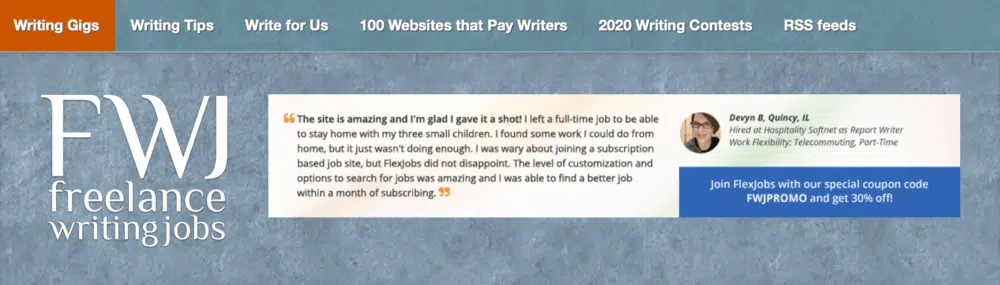 Writing Gigs Writing Tips Write for Us 100 Websites that Pay Writers 2020 Writing Contests RSS feeds
FWJ
freelance
writing jobs
“ The site is amazing and I'm glad I gave it a shot! I left a full-time job to be able
to stay home with my three small children. I found some work I could do from
home, but it just wasn't doing enough. I was wary about joining a subscription
based job site, but FlexJobs did not disappoint. The level of customization and
options to search for jobs was amazing and I was able to find a better job
within a month of subscribing. ”
Devyn B, Quincy, IL
Hired at Hospitality Softnet as Report Writer
Work Flexibility: Telecommuting, Part-Time
Join FlexJobs with our special coupon code
FWJPROMO and get 30% off!